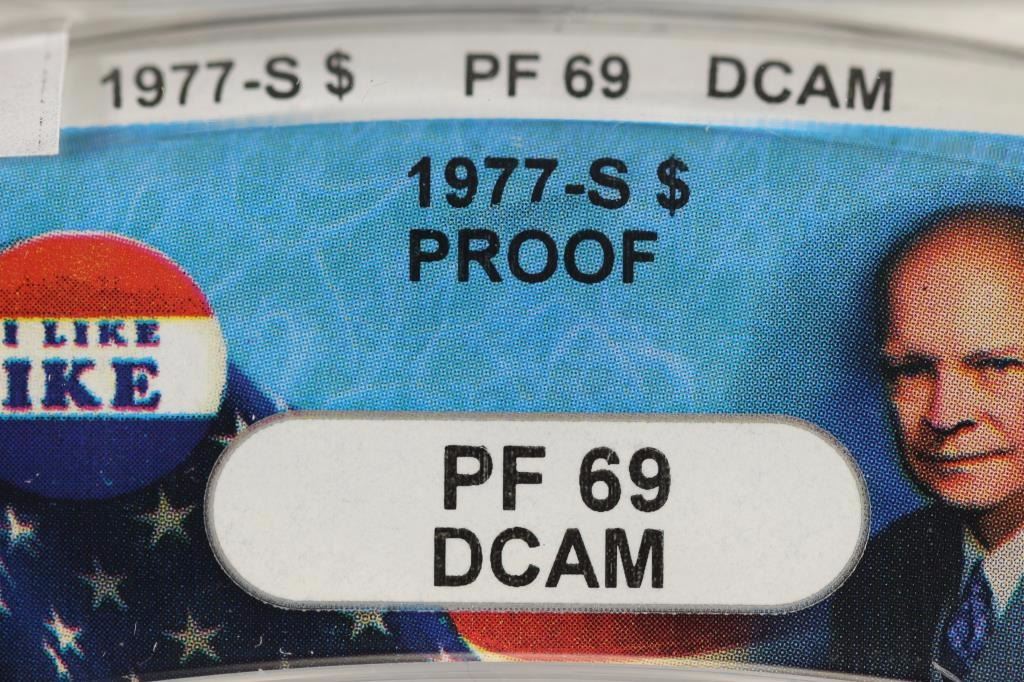 1977-S $ PF 69 DCAM
1977-S $
PROOF
I LIKE
IKE
PF 69
DCAM